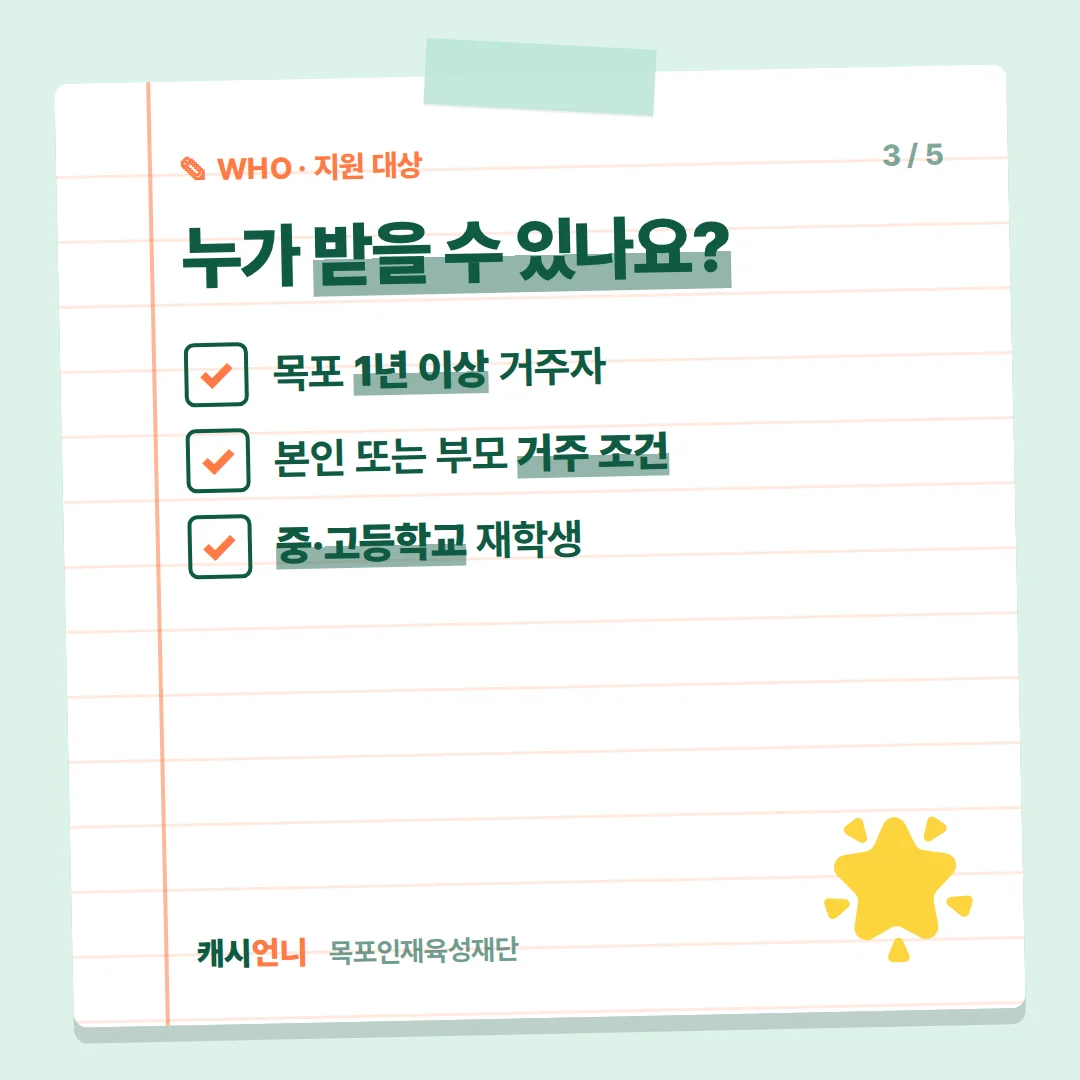 WHO · 지원 대상
3 / 5
누가 받을 수 있나요?
목포 1년 이상 거주자
본인 또는 부모 거주 조건
중·고등학교 재학생
캐시언니 목포인재육성재단